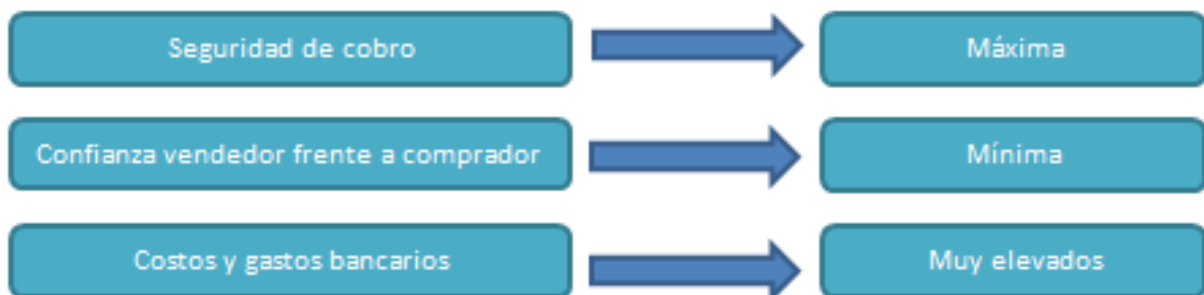 Seguridad de cobro
Máxima
Confianza vendedor frente a comprador
Mínima
Costos y gastos bancarios
Muy elevados